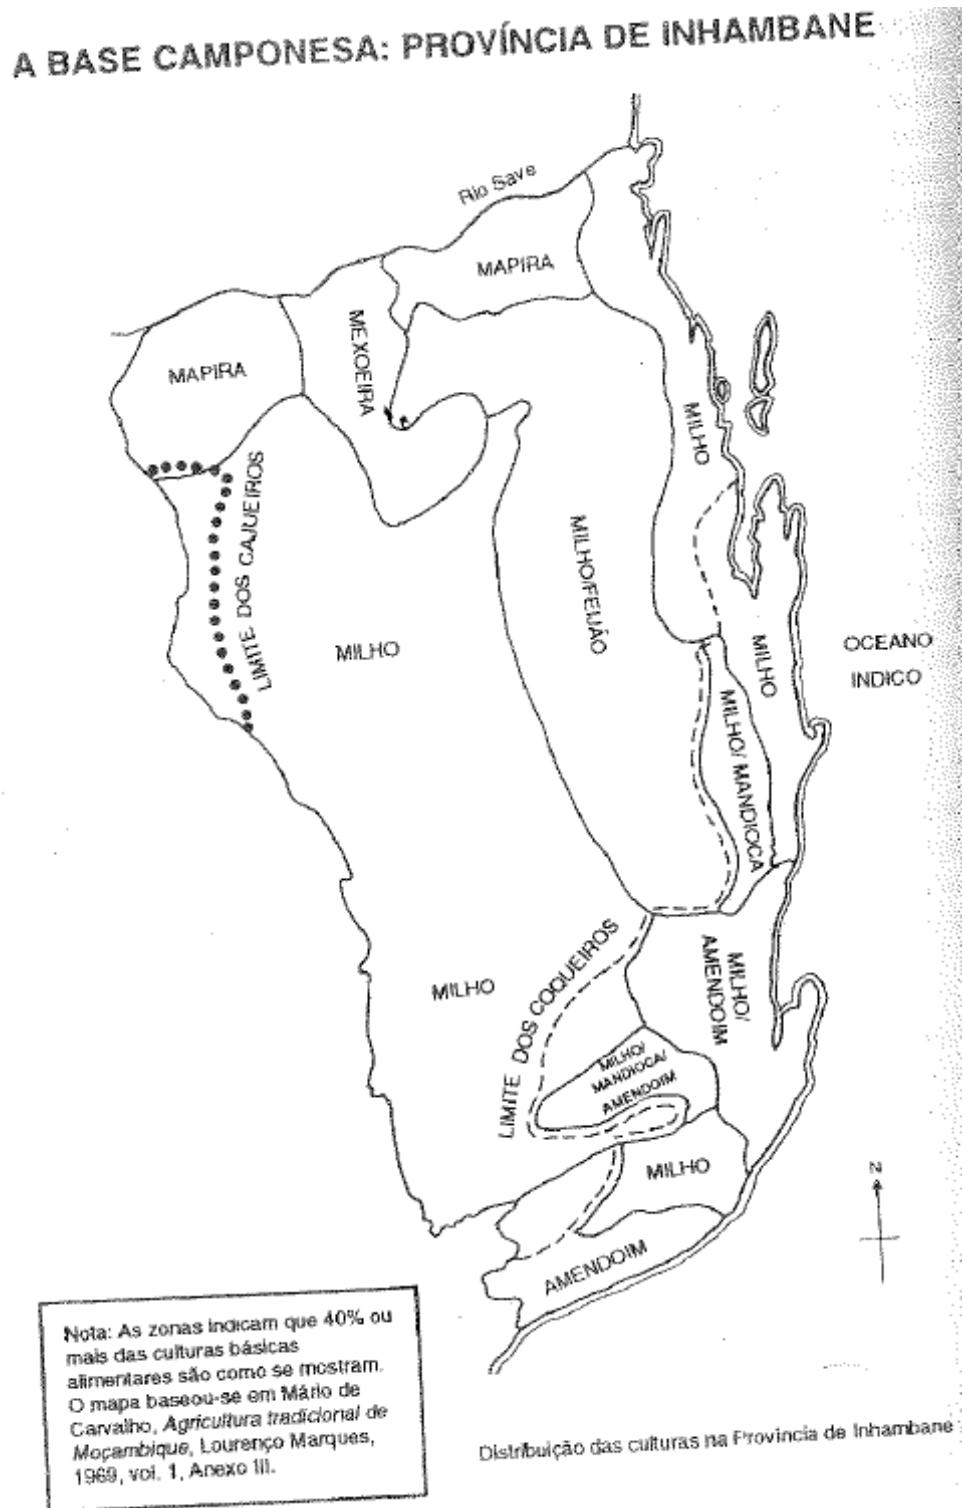 A BASE CAMPONESA: PROVÍNCIA DE INHAMBANE
Rio Save
MAPIRA
MEXOEIRA
MAPIRA
MILHO
LIMITE DOS CAJUEIROS
MILHO/FEIJÃO
MILHO
MILHO
OCEANO
INDICO
MILHO/ MANDIOCA
MILHO
LIMITE DOS COQUEIROS
MILHO/
AMENDOIM
MILHO/
MANDIOCA/
AMENDOIM
MILHO
N
AMENDOIM
Nota: As zonas indicam que 40% ou
mais das culturas básicas
alimentares são como se mostram.
O mapa baseou-se em Mário de
Carvalho, Agricultura tradicional de
Moçambique, Lourenço Marques,
1969, vol. 1, Anexo III.
Distribuição das culturas na Província de Inhambane